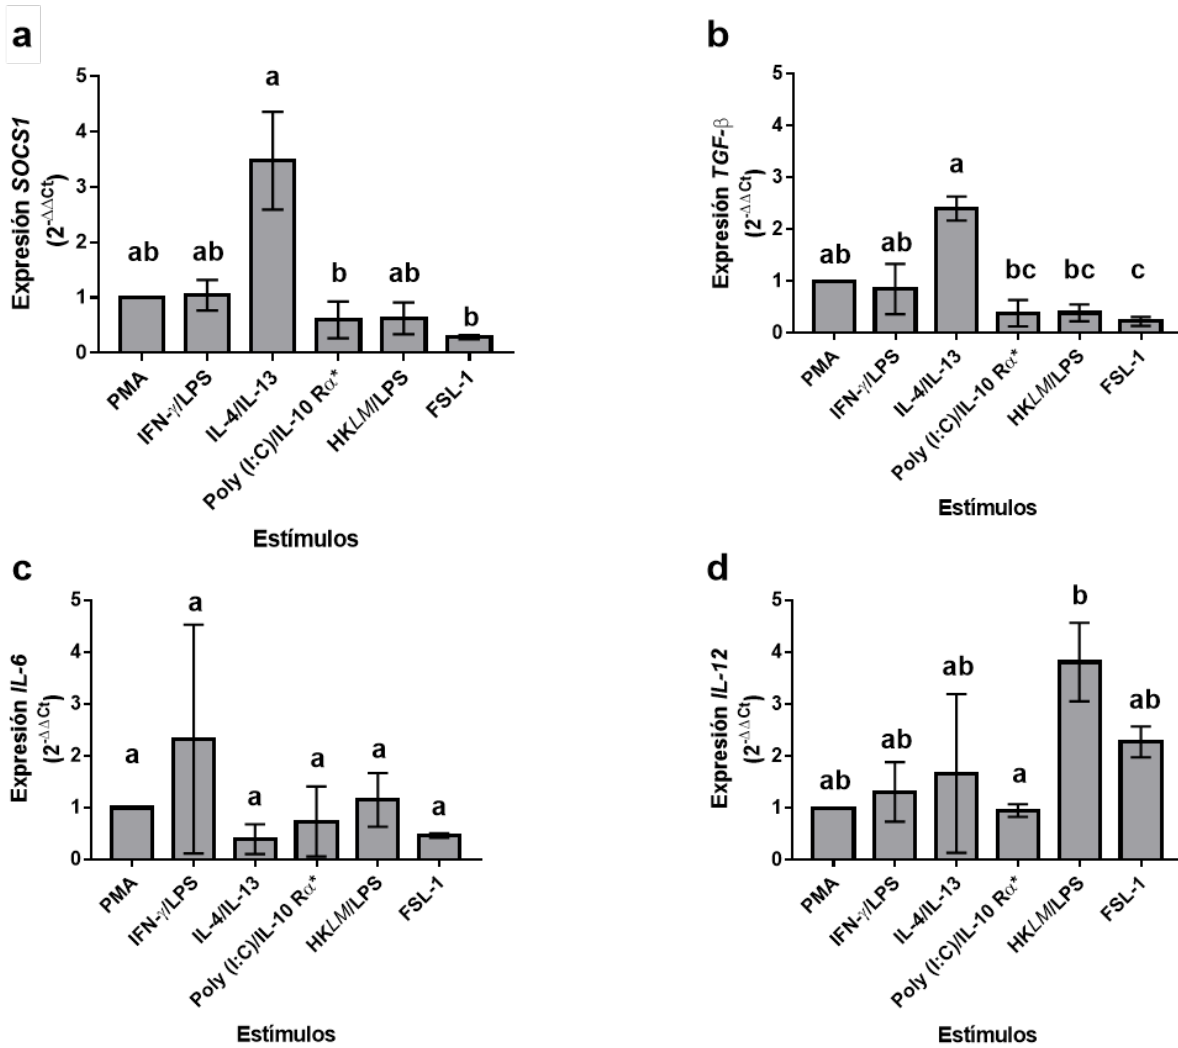 a
Expresión SOCS1
(2-ΔΔCt)
5
4
3
2
1
0
ab
ab
a
b
ab
b
PMA
IFN-γ/LPS
IL-4/IL-13
Poly (I:C)/IL-10 Rα*
HKLM/LPS
FSL-1
Estímulos
b
Expresión TGF-β
(2-ΔΔCt)
5
4
3
2
1
0
ab
ab
a
bc
bc
c
PMA
IFN-γ/LPS
IL-4/IL-13
Poly (I:C)/IL-10 Rα*
HKLM/LPS
FSL-1
Estímulos
c
Expresión IL-6
(2-ΔΔCt)
5
4
3
2
1
0
a
a
a
a
a
a
PMA
IFN-γ/LPS
IL-4/IL-13
Poly (I:C)/IL-10 Rα*
HKLM/LPS
FSL-1
Estímulos
d
Expresión IL-12
(2-ΔΔCt)
5
4
3
2
1
0
ab
ab
ab
a
b
ab
PMA
IFN-γ/LPS
IL-4/IL-13
Poly (I:C)/IL-10 Rα*
HKLM/LPS
FSL-1
Estímulos